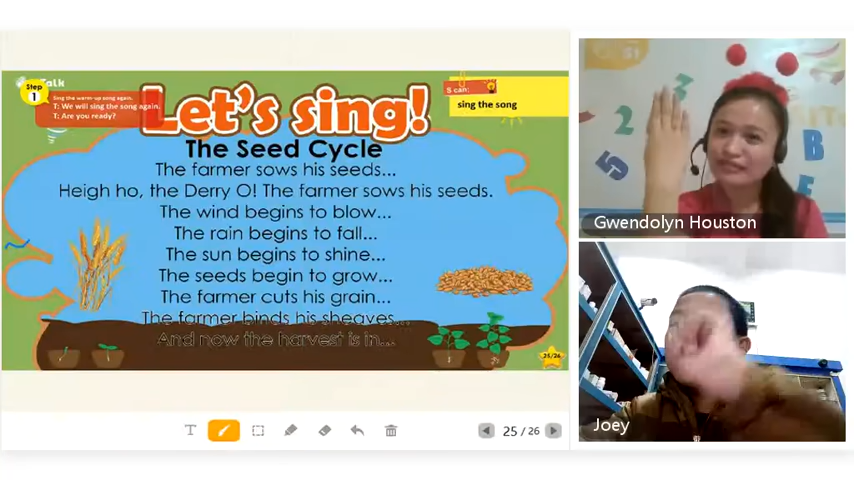 Step
1
Sing the warm-up song again.
T: We will sing the song again.
T: Are you ready?
Let's sing!
S can:
sing the song
The Seed Cycle
The farmer sows his seeds...
Heigh ho, the Derry O! The farmer sows his seeds.
The wind begins to blow...
The rain begins to fall...
The sun begins to shine...
The seeds begin to grow...
The farmer cuts his grain...
The farmer binds his sheaves...
And now the harvest is in...
25/26
T
25 / 26
3
2
5
B
Gwendolyn Houston
Joey